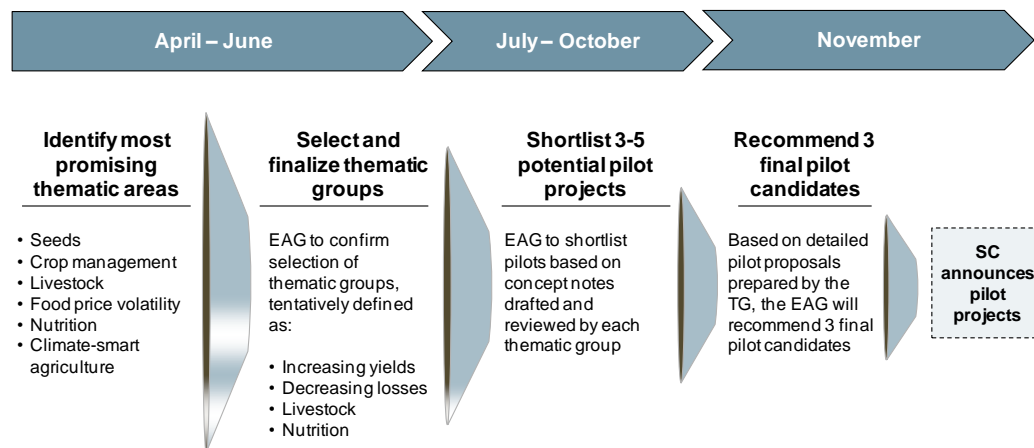 April – June
July – October
November
Identify most
promising
thematic areas
• Seeds
• Crop management
• Livestock
• Food price volatility
• Nutrition
• Climate-smart
agriculture
Select and
finalize thematic
groups
EAG to confirm
selection of
thematic groups,
tentatively defined
as:
• Increasing yields
• Decreasing losses
• Livestock
• Nutrition
Shortlist 3-5
potential pilot
projects
EAG to shortlist
pilots based on
concept notes
drafted and
reviewed by each
thematic group
Recommend 3
final pilot
candidates
Based on detailed
pilot proposals
prepared by the
TG, the EAG will
recommend 3 final
pilot candidates
SC
announces
pilot
projects